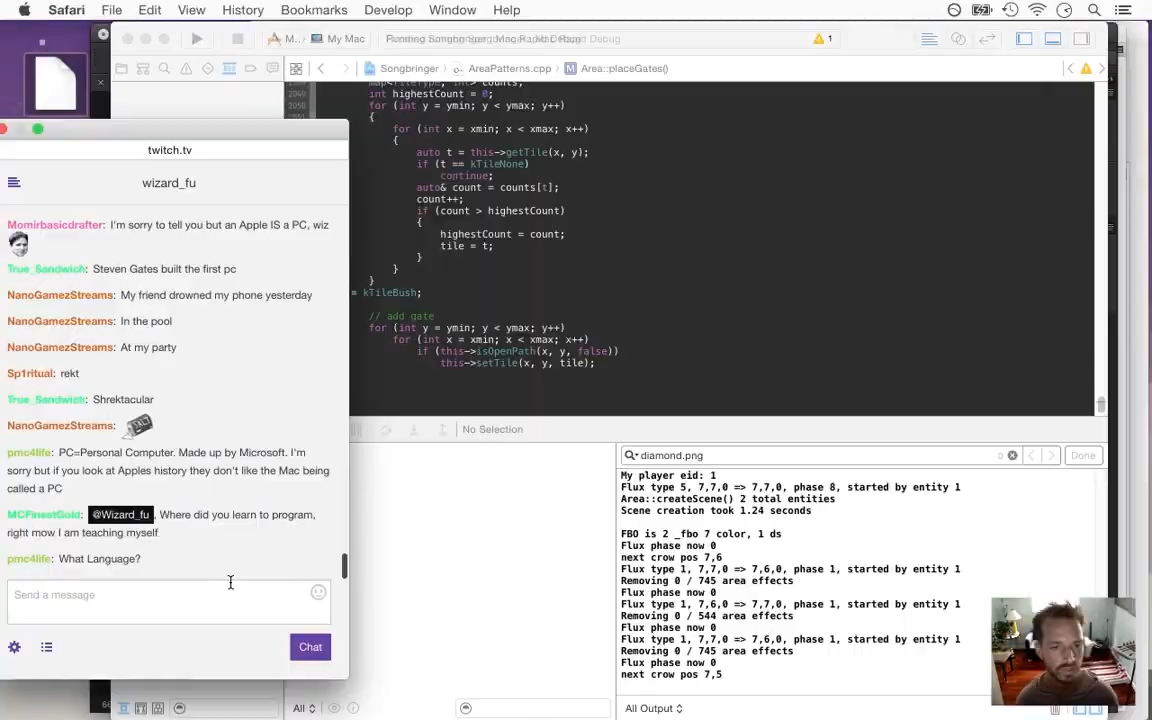 Safari File Edit View History Bookmarks Develop Window Help
M... My Mac
1
Songbringer AreaPatterns.cpp M Area::placeGates()
twitch.tv
wizard_fu
Momirbasicdrafter: I'm sorry to tell you but an Apple IS a PC, wiz
True_Sandwich: Steven Gates built the first pc
NanoGamezStreams: My friend drowned my phone yesterday
NanoGamezStreams: In the pool
NanoGamezStreams: At my party
Sp1ritual: rekt
True_Sandwich: Shrektacular
NanoGamezStreams:
pmc4life: PC=Personal Computer. Made up by Microsoft. I'm
sorry but if you look at Apples history they don't like the Mac being
called a PC
MCFinestGold: @Wizard_fu, Where did you learn to program,
right mow I am teaching myself
pmc4life: What Language?
Send a message
Chat
2040
int highestCount = 0;
2050
for (int y = ymin; y < ymax; y++)
{
for (int x = xmin; x < xmax; x++)
{
auto t = this->getTile(x, y);
if (t == kTileNone)
continue;
auto& count = counts[t];
count++;
if (count > highestCount)
{
highestCount = count;
tile = t;
}
}
}
= kTileBush;
// add gate
for (int y = ymin; y < ymax; y++)
for (int x = xmin; x < xmax; x++)
if (this->isOpenPath(x, y, false))
this->setTile(x, y, tile);
No Selection
diamond.png
0
Done
My player eid: 1
Flux type 5, 7,7,0 => 7,7,0, phase 8, started by entity 1
Area::createScene() 2 total entities
Scene creation took 1.24 seconds
FBO is 2 _fbo 7 color, 1 ds
Flux phase now 0
next crow pos 7,6
Flux type 1, 7,7,0 => 7,6,0, phase 1, started by entity 1
Removing 0 / 745 area effects
Flux phase now 0
Flux type 1, 7,6,0 => 7,7,0, phase 1, started by entity 1
Removing 0 / 544 area effects
Flux phase now 0
Flux type 1, 7,7,0 => 7,6,0, phase 1, started by entity 1
Removing 0 / 745 area effects
Flux phase now 0
next crow pos 7,5
66
All
All Output